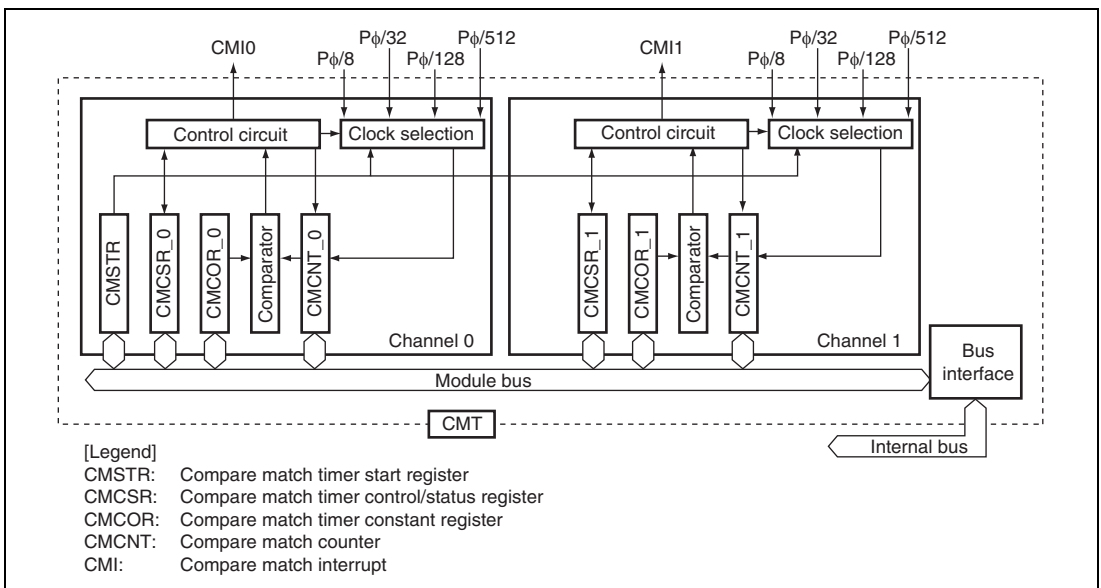 Pφ/32 Pφ/512
CMI0 Pφ/8 Pφ/128
Pφ/32 Pφ/512
CMI1 Pφ/8 Pφ/128
Control circuit
Clock selection
Control circuit
Clock selection
CMSTR
CMCSR_0
CMCOR_0
Comparator
CMCNT_0
Channel 0
CMCSR_1
CMCOR_1
Comparator
CMCNT_1
Channel 1
Bus
interface
Module bus
CMT
Internal bus
[Legend]
CMSTR: Compare match timer start register
CMCSR: Compare match timer control/status register
CMCOR: Compare match timer constant register
CMCNT: Compare match counter
CMI: Compare match interrupt